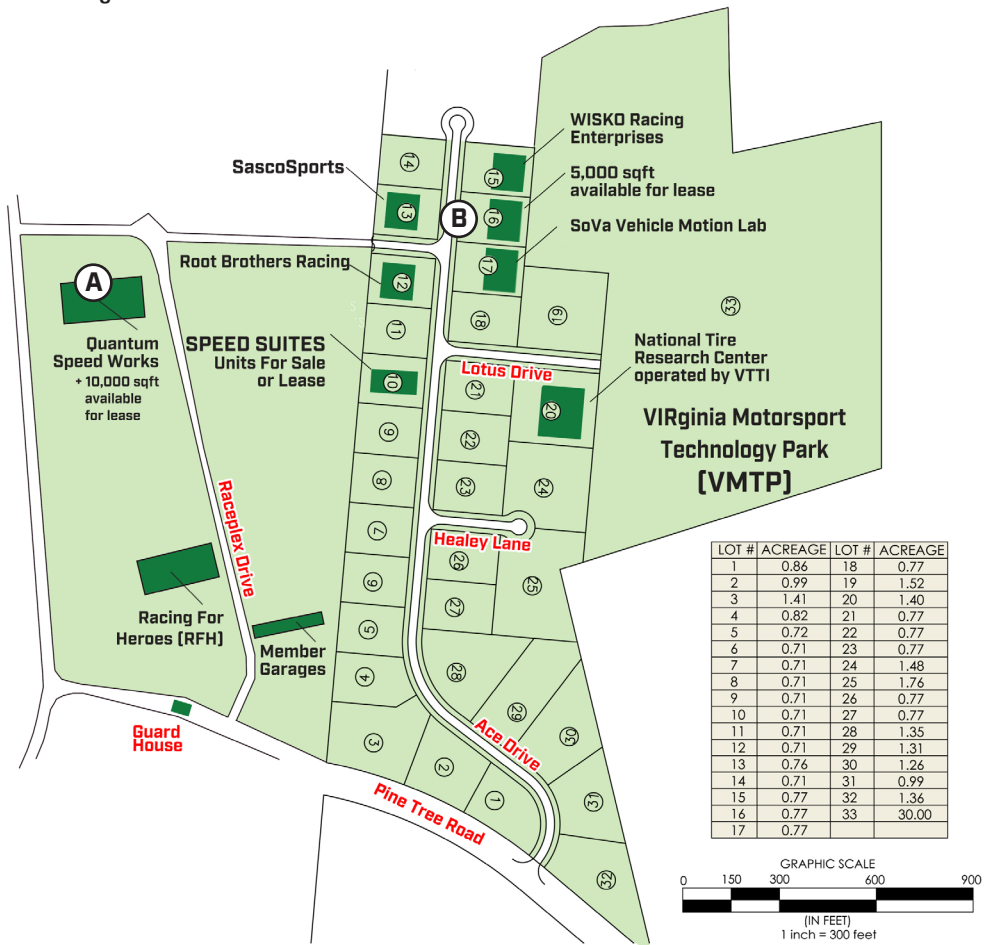 WISKO Racing
Enterprises
SascoSports
5,000 sqft
available for lease
SoVa Vehicle Motion Lab
B
A
Root Brothers Racing
Quantum
Speed Works
+ 10,000 sqft
available
for lease
SPEED SUITES
Units For Sale
or Lease
Lotus Drive
National Tire
Research Center
operated by VTTI
VIRginia Motorsport
Technology Park
(VMTP)
Raceplex Drive
Healey Lane
Racing For
Heroes (RFH)
Member
Garages
Guard
House
Ace Drive
Pine Tree Road
14
13
15
16
17
12
11
10
9
8
7
6
5
4
3
2
1
18
19
20
21
22
23
24
25
26
27
28
29
30
31
32
33
LOT # ACREAGE LOT # ACREAGE
1 0.86 18 0.77
2 0.99 19 1.52
3 1.41 20 1.40
4 0.82 21 0.77
5 0.72 22 0.77
6 0.71 23 0.77
7 0.71 24 1.48
8 0.71 25 1.76
9 0.71 26 0.77
10 0.71 27 0.77
11 0.71 28 1.35
12 0.71 29 1.31
13 0.76 30 1.26
14 0.71 31 0.99
15 0.77 32 1.36
16 0.77 33 30.00
17 0.77
GRAPHIC SCALE
0 150 300 600 900
(IN FEET)
1 inch = 300 feet